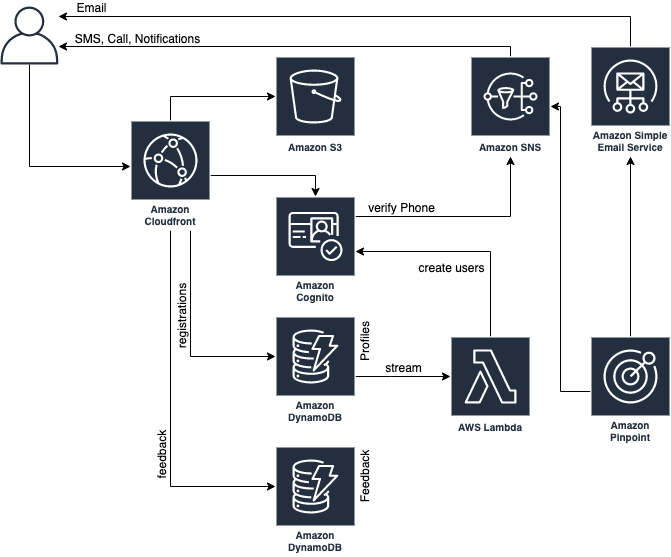 Email
SMS, Call, Notifications
Amazon S3
Amazon SNS
Amazon Simple
Email Service
Amazon
Cloudfront
verify Phone
Amazon
Cognito
create users
registrations
Profiles
stream
Amazon
DynamoDB
AWS Lambda
Amazon
Pinpoint
feedback
Feedback
Amazon
DynamoDB